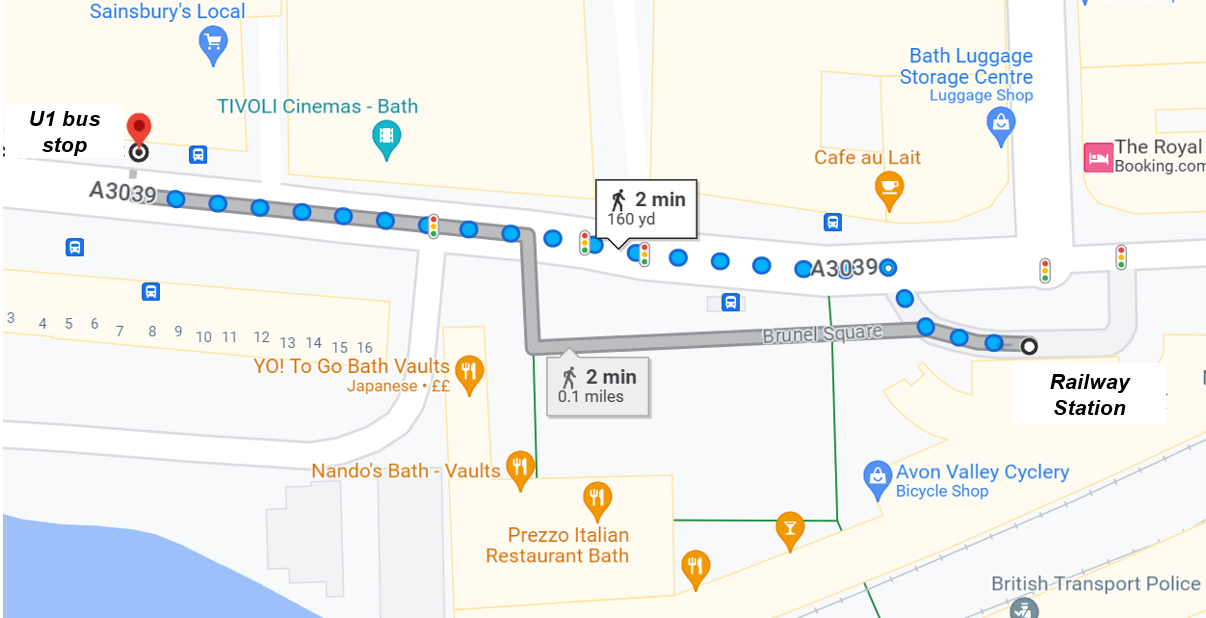 Sainsbury's Local
Bath Luggage
Storage Centre
Luggage Shop
TIVOLI Cinemas - Bath
U1 bus
stop
The Royal
Booking.com
Cafe au Lait
A3039
2 min
160 yd
A3039
3 4 5 6 7 8 9 10 11 12 13 14 15 16
Brunel Square
YO! To Go Bath Vaults
Japanese • ££
2 min
0.1 miles
Railway
Station
Nando's Bath - Vaults
Avon Valley Cyclery
Bicycle Shop
Prezzo Italian
Restaurant Bath
British Transport Police